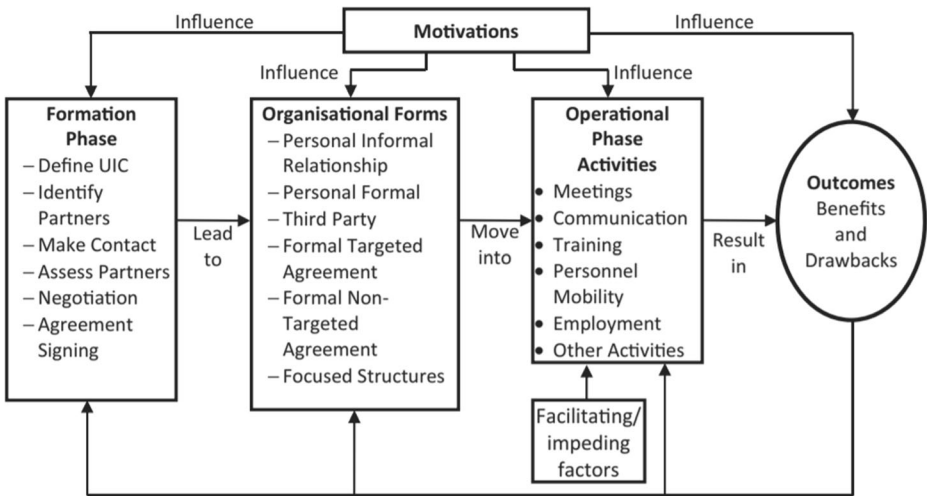 Influence
Motivations
Influence
Influence
Influence
Formation
Phase
– Define UIC
– Identify
Partners
– Make Contact
– Assess Partners
– Negotiation
– Agreement
Signing
Lead
to
Organisational Forms
– Personal Informal
Relationship
– Personal Formal
– Third Party
– Formal Targeted
Agreement
– Formal Non-
Targeted
Agreement
– Focused Structures
Move
into
Operational
Phase
Activities
• Meetings
• Communication
• Training
• Personnel
Mobility
• Employment
• Other Activities
Result
in
Outcomes
Benefits
and
Drawbacks
Facilitating/
impeding
factors